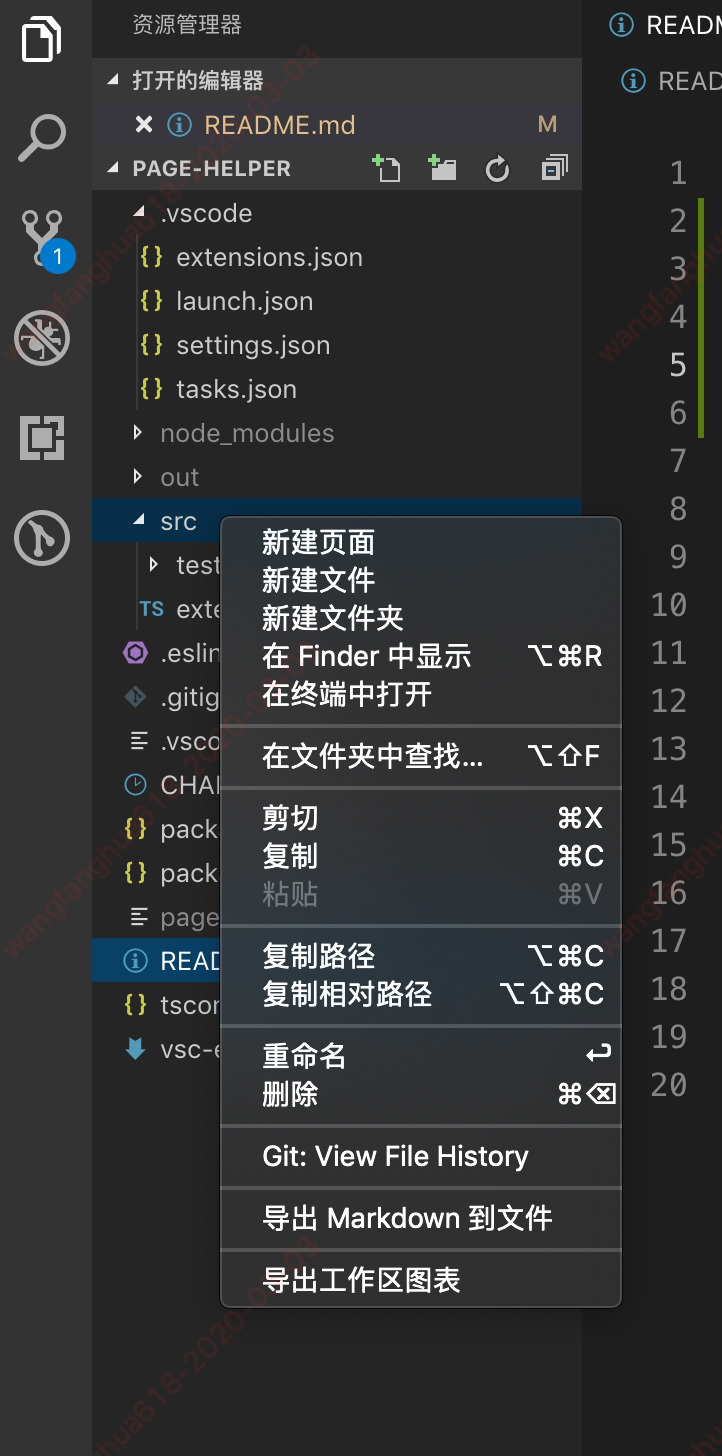 资源管理器
打开的编辑器
README.md M
PAGE-HELPER
.vscode
{} extensions.json
{} launch.json
1
{} settings.json
{} tasks.json
node_modules
out
src
test
TS exte
.eslin
.gitig
.vsco
CHAN
{} pack
{} pack
page
READ
{} tscon
vsc-e
新建页面
新建文件
新建文件夹
在 Finder 中显示 ⌥⌘R
在终端中打开
在文件夹中查找... ⌥⇧F
剪切 ⌘X
复制 ⌘C
粘贴 ⌘V
复制路径 ⌥⌘C
复制相对路径 ⌥⇧⌘C
重命名 ↩
删除 ⌘⌫
Git: View File History
导出 Markdown 到文件
导出工作区图表
READM
READ
1
2
3
4
5
6
7
8
9
10
11
12
13
14
15
16
17
18
19
20
wangfanghua618-2020-03-03